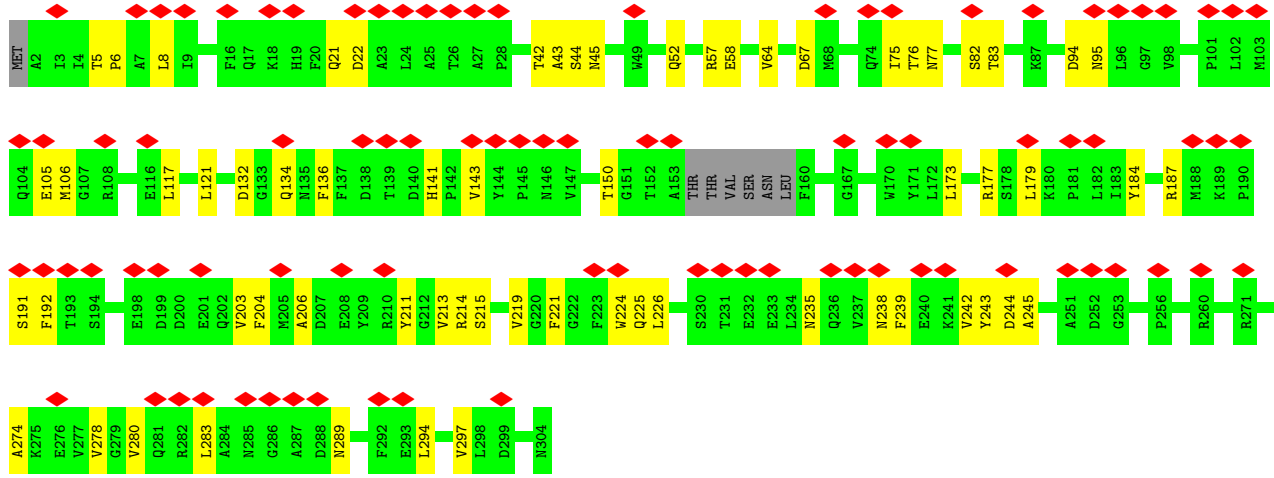 MET A2 I3 I4 T5 P6 A7 L8 I9 F16 Q17 K18 H19 F20 Q21 D22 A23 L24 A25 T26 A27 P28 T42 A43 S44 N45 W49 Q52 R57 E58 V64 D67 M68 Q74 I75 T76 N77 S82 T83 K87 D94 N95 L96 G97 V98 P101 L102 M103
Q104 E105 M106 G107 R108 E116 L117 L121 D132 G133 Q134 N135 F136 F137 D138 T139 D140 H141 P142 V143 Y144 P145 N146 V147 T150 G151 T152 A153 THR THR VAL SER ASN LEU F160 G167 W170 Y171 L172 L173 R177 S178 L179 K180 P181 L182 I183 Y184 R187 M188 K189 P190
S191 F192 T193 S194 E198 D199 D200 E201 Q202 V203 F204 M205 A206 D207 E208 Y209 R210 Y211 G212 V213 R214 S215 V219 G220 F221 G222 F223 W224 Q225 L226 S230 T231 E232 E233 L234 N235 Q236 V237 N238 F239 E240 K241 V242 Y243 D244 A245 A251 D252 G253 P256 R260 R271
A274 K275 E276 V277 V278 G279 V280 Q281 R282 L283 A284 N285 G286 A287 D288 N289 F292 E293 L294 V297 L298 D299 N304